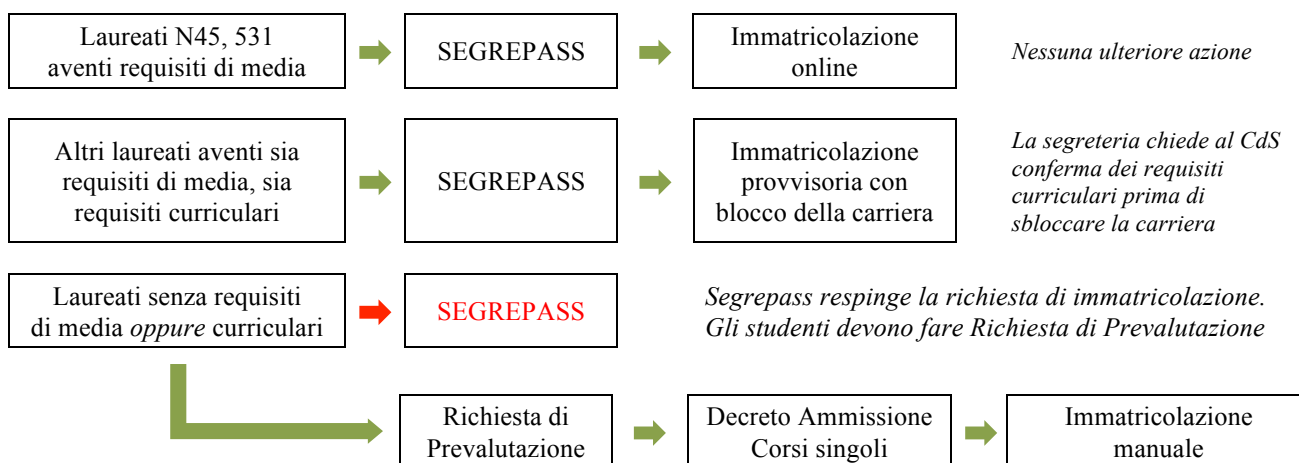 Laureati N45, 531
aventi requisiti di media
SEGREPASS
Immatricolazione
online
Nessuna ulteriore azione
Altri laureati aventi sia
requisiti di media, sia
requisiti curriculari
SEGREPASS
Immatricolazione
provvisoria con
blocco della carriera
La segreteria chiede al CdS
conferma dei requisiti
curriculari prima di
sbloccare la carriera
Laureati senza requisiti
di media oppure curriculari
SEGREPASS
Segrepass respinge la richiesta di immatricolazione.
Gli studenti devono fare Richiesta di Prevalutazione
Richiesta di
Prevalutazione
Decreto Ammissione
Corsi singoli
Immatricolazione
manuale